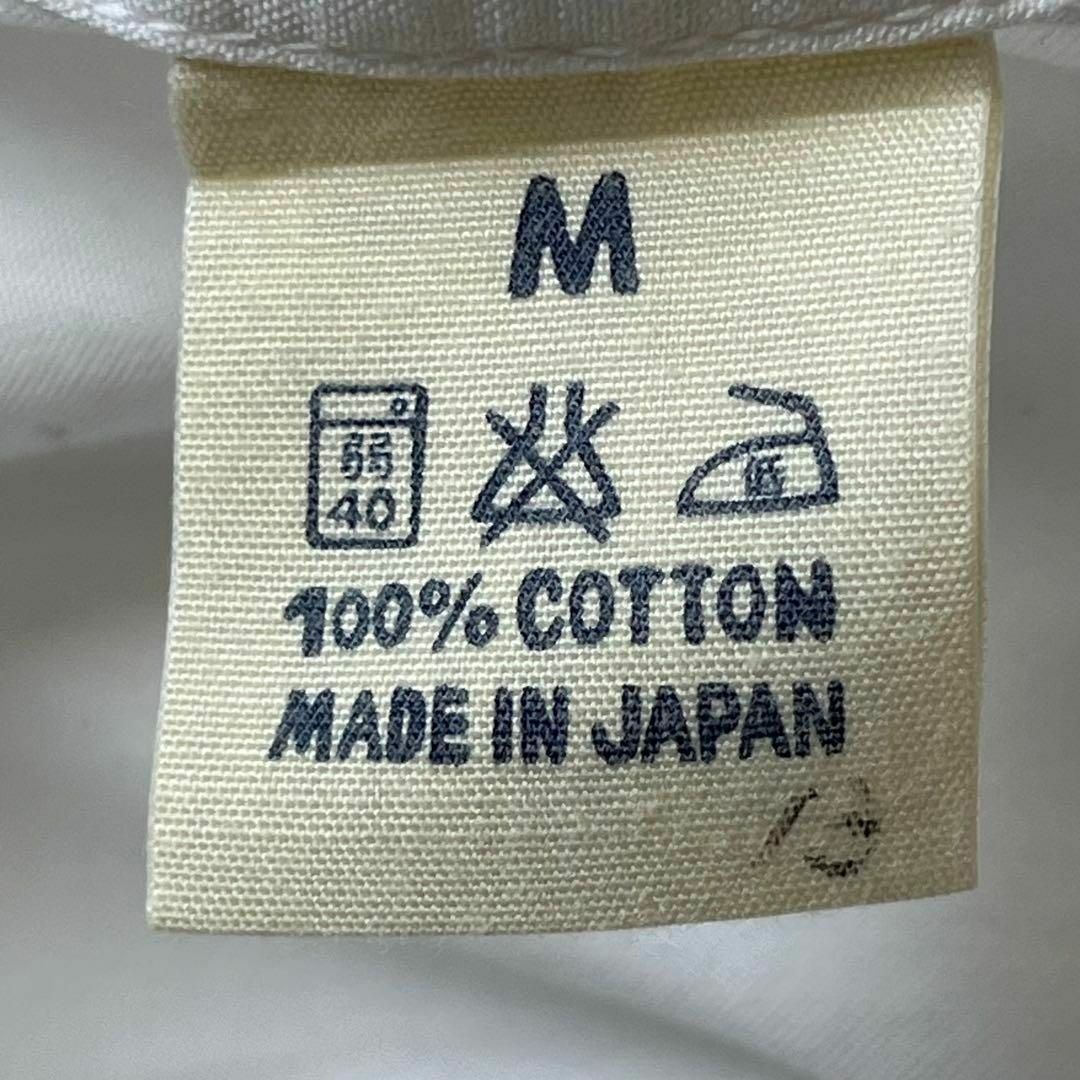 M
弱
40
低
100% COTTON
MADE IN JAPAN